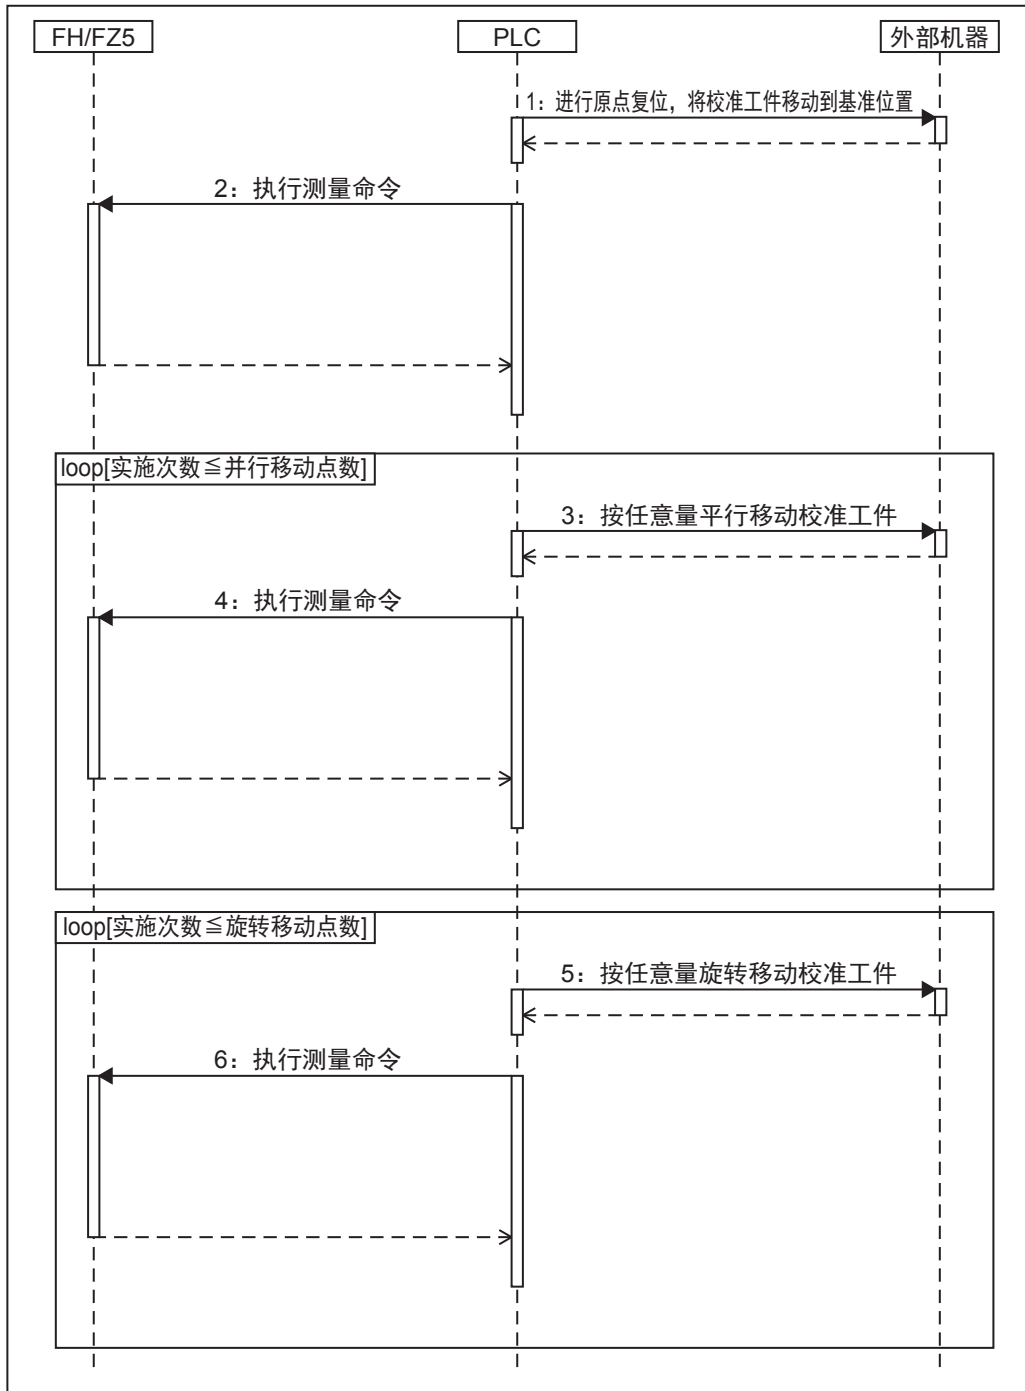 FH/FZ5
PLC
外部机器
1：进行原点复位，将校准工件移动到基准位置
2：执行测量命令
loop[实施次数≦并行移动点数]
3：按任意量平行移动校准工件
4：执行测量命令
loop[实施次数≦旋转移动点数]
5：按任意量旋转移动校准工件
6：执行测量命令